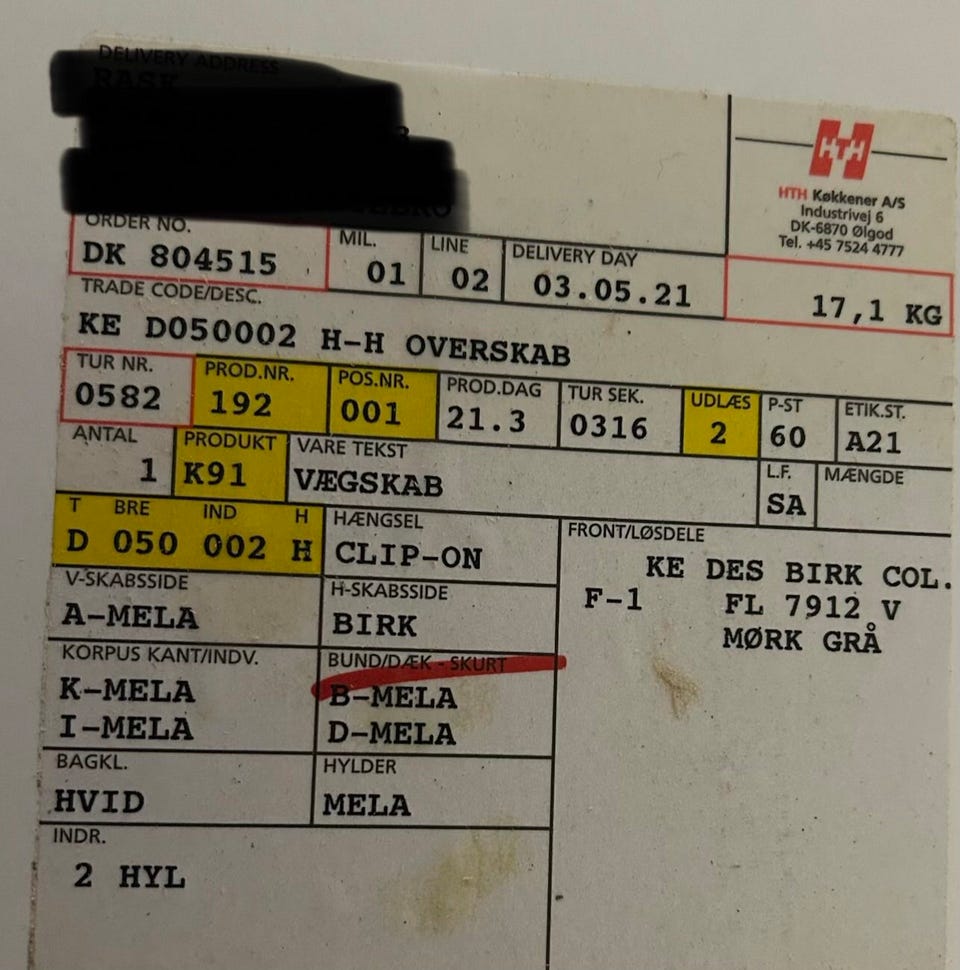 DELIVERY ADDRESS
RASK
HTH
HTH Køkkener A/S
Industrivej 6
DK-6870 Ølgod
Tel. +45 7524 4777
ORDER NO. MIL. LINE DELIVERY DAY
DK 804515 01 02 03.05.21 17,1 KG
TRADE CODE/DESC.
KE D050002 H-H OVERSKAB
TUR NR. PROD.NR. POS.NR. PROD.DAG TUR SEK. UDLÆS P-ST ETIK.ST.
0582 192 001 21.3 0316 2 60 A21
ANTAL PRODUKT VARE TEKST L.F. MÆNGDE
1 K91 VÆGSKAB SA
T BRE IND H HÆNGSEL FRONT/LØSDELE
D 050 002 H CLIP-ON KE DES BIRK COL.
V-SKABSSIDE H-SKABSSIDE F-1 FL 7912 V
A-MELA BIRK MØRK GRÅ
KORPUS KANT/INDV. BUND/DÆK - SKURT
K-MELA B-MELA
I-MELA D-MELA
BAGKL. HYLDER
HVID MELA
INDR.
2 HYL